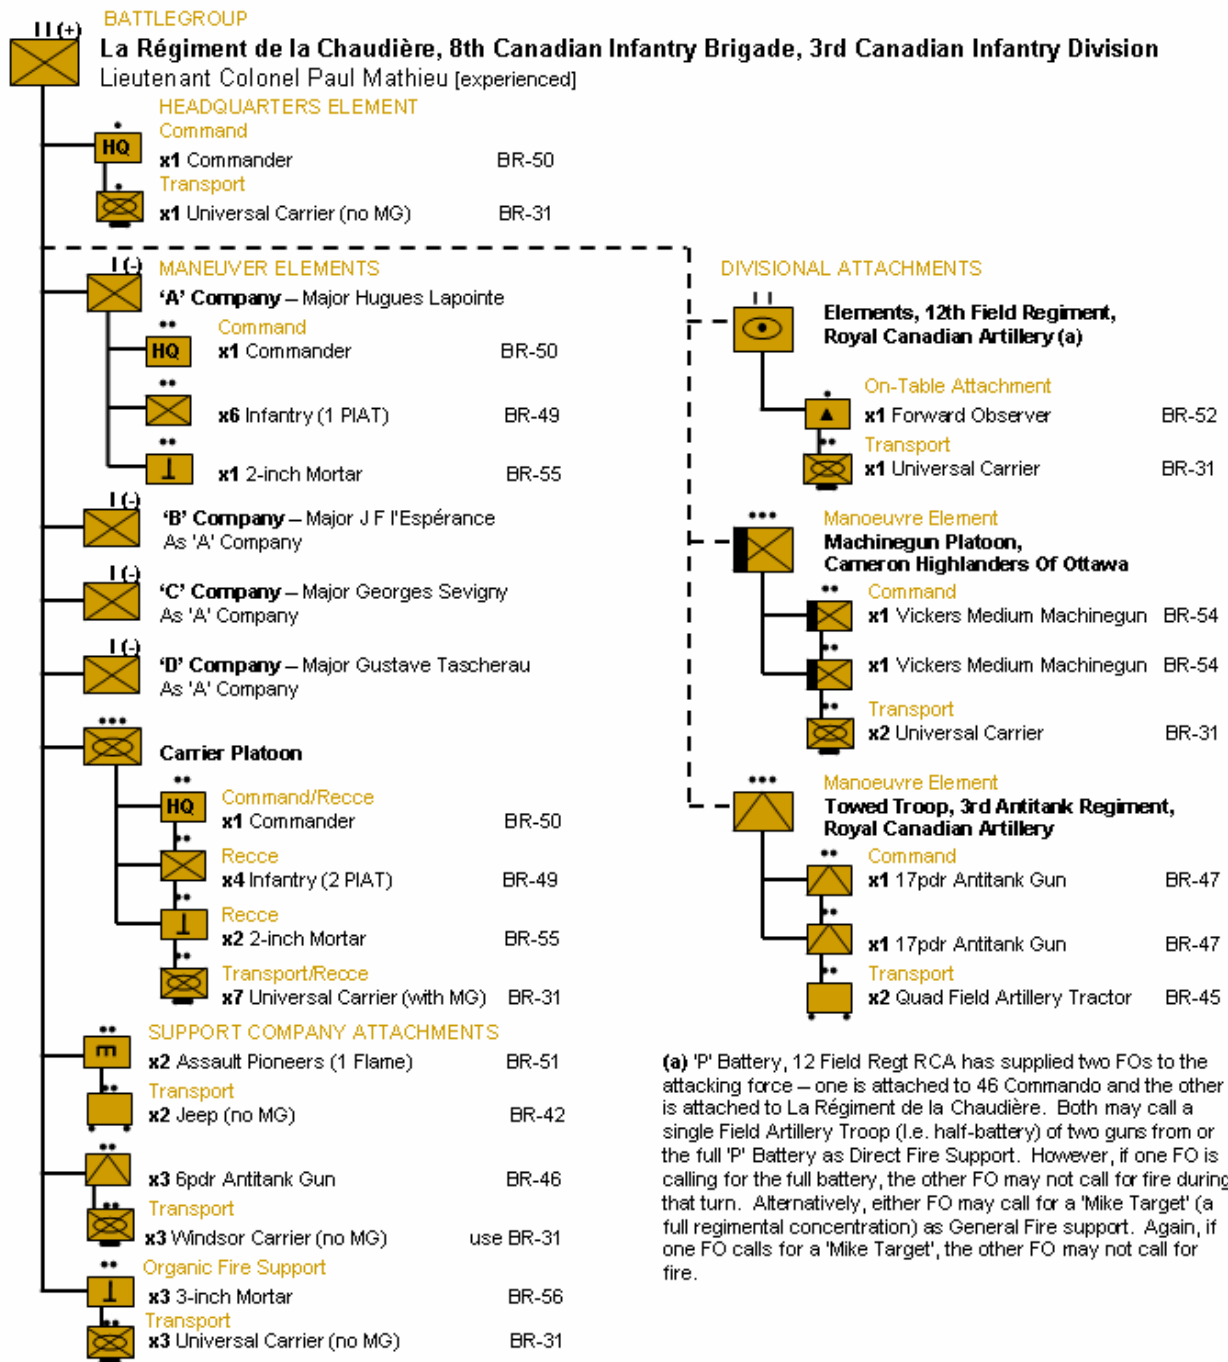 II(+)
BATTLEGROUP
La Régiment de la Chaudière, 8th Canadian Infantry Brigade, 3rd Canadian Infantry Division
Lieutenant Colonel Paul Mathieu [experienced]
HEADQUARTERS ELEMENT
Command
HQ
x1 Commander BR-50
Transport
x1 Universal Carrier (no MG) BR-31
I(-)
MANEUVER ELEMENTS
'A' Company – Major Hugues Lapointe
Command
HQ
x1 Commander BR-50
x6 Infantry (1 PIAT) BR-49
x1 2-inch Mortar BR-55
I(-)
'B' Company – Major J F l'Espérance
As 'A' Company
I(-)
'C' Company – Major Georges Sevigny
As 'A' Company
I(-)
'D' Company – Major Gustave Tascherau
As 'A' Company
Carrier Platoon
Command/Recce
HQ
x1 Commander BR-50
Recce
x4 Infantry (2 PIAT) BR-49
Recce
x2 2-inch Mortar BR-55
Transport/Recce
x7 Universal Carrier (with MG) BR-31
SUPPORT COMPANY ATTACHMENTS
x2 Assault Pioneers (1 Flame) BR-51
Transport
x2 Jeep (no MG) BR-42
x3 6pdr Antitank Gun BR-46
Transport
x3 Windsor Carrier (no MG) use BR-31
Organic Fire Support
x3 3-inch Mortar BR-56
Transport
x3 Universal Carrier (no MG) BR-31
DIVISIONAL ATTACHMENTS
II
Elements, 12th Field Regiment,
Royal Canadian Artillery (a)
On-Table Attachment
x1 Forward Observer BR-52
Transport
x1 Universal Carrier BR-31
Manoeuvre Element
Machinegun Platoon,
Cameron Highlanders Of Ottawa
Command
x1 Vickers Medium Machinegun BR-54
x1 Vickers Medium Machinegun BR-54
Transport
x2 Universal Carrier BR-31
Manoeuvre Element
Towed Troop, 3rd Antitank Regiment,
Royal Canadian Artillery
Command
x1 17pdr Antitank Gun BR-47
x1 17pdr Antitank Gun BR-47
Transport
x2 Quad Field Artillery Tractor BR-45
(a) 'P' Battery, 12 Field Regt RCA has supplied two FOs to the
attacking force – one is attached to 46 Commando and the other
is attached to La Régiment de la Chaudière. Both may call a
single Field Artillery Troop (I.e. half-battery) of two guns from or
the full 'P' Battery as Direct Fire Support. However, if one FO is
calling for the full battery, the other FO may not call for fire during
that turn. Alternatively, either FO may call for a 'Mike Target' (a
full regimental concentration) as General Fire support. Again, if
one FO calls for a 'Mike Target', the other FO may not call for
fire.